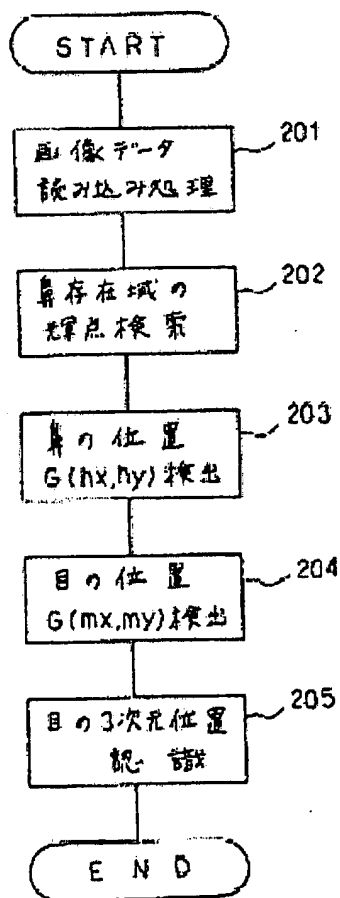 START
画像データ
読み込み処理
201
鼻存在域の
輝点検索
202
鼻の位置
G(nx,ny)検出
203
目の位置
G(mx,my)検出
204
目の3次元位置
認識
205
END